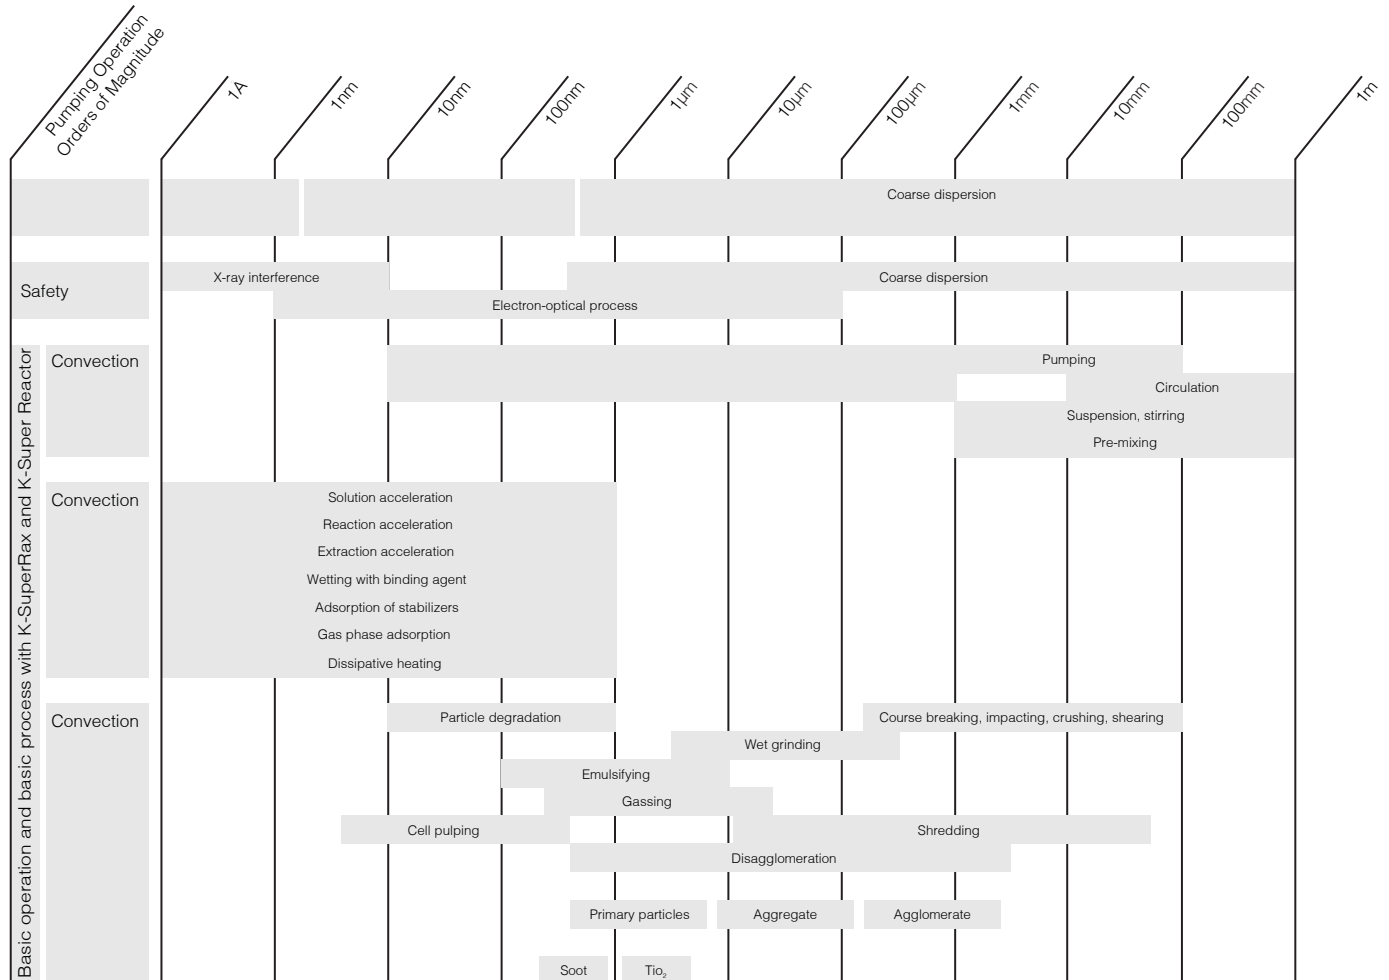 Pumping Operation
Orders of Magnitude
1A
1nm
10nm
100nm
1µm
10µm
100µm
1mm
10mm
100mm
1m
Coarse dispersion
Safety
X-ray interference
Coarse dispersion
Electron-optical process
Basic operation and basic process with K-SuperRax and K-Super Reactor
Convection
Pumping
Circulation
Suspension, stirring
Pre-mixing
Convection
Solution acceleration
Reaction acceleration
Extraction acceleration
Wetting with binding agent
Adsorption of stabilizers
Gas phase adsorption
Dissipative heating
Convection
Particle degradation
Course breaking, impacting, crushing, shearing
Wet grinding
Emulsifying
Gassing
Cell pulping
Shredding
Disagglomeration
Primary particles
Aggregate
Agglomerate
Soot
Tio₂